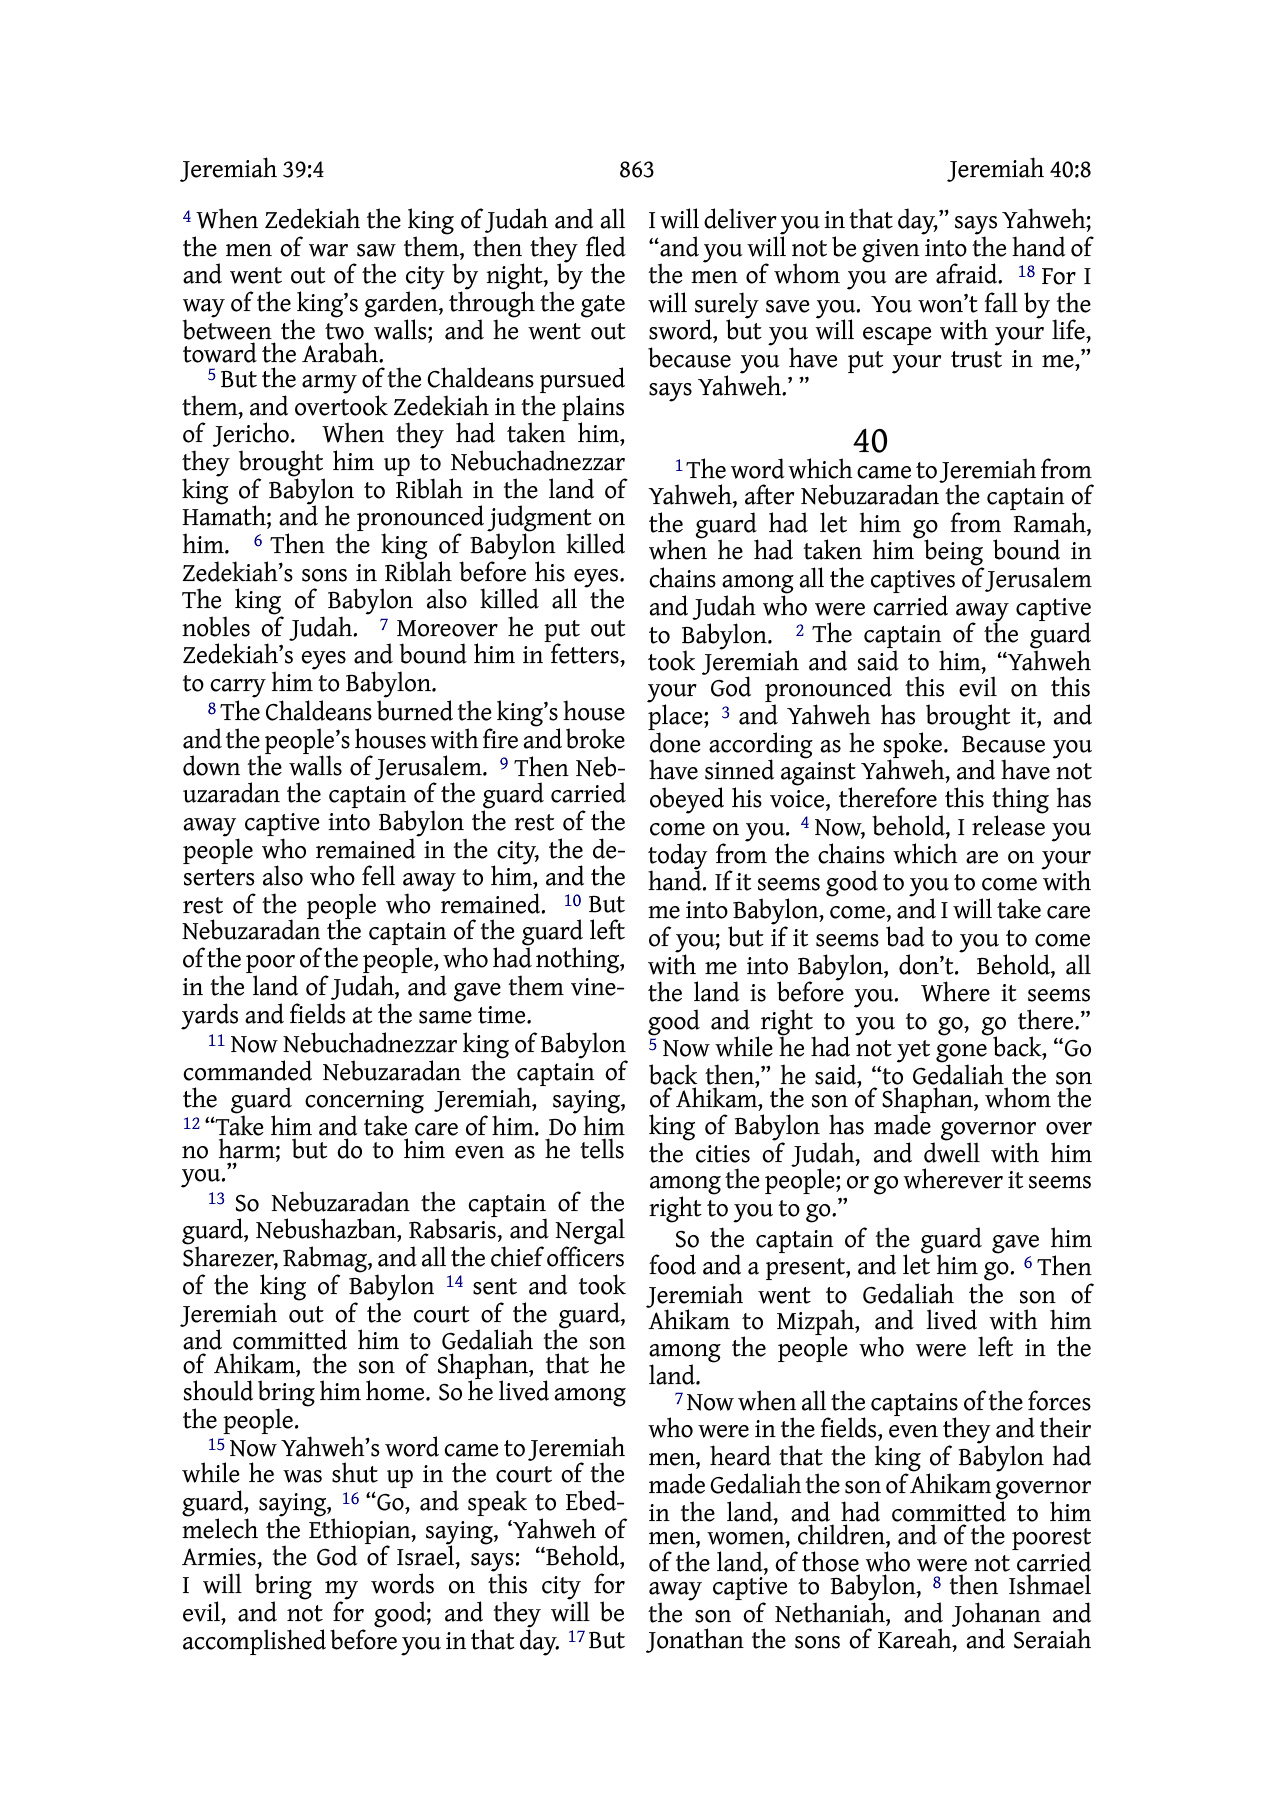 Jeremiah 39:4
863
Jeremiah 40:8
4 When Zedekiah the king of Judah and all
the men of war saw them, then they fled
and went out of the city by night, by the
way of the king’s garden, through the gate
between the two walls; and he went out
toward the Arabah.
5 But the army of the Chaldeans pursued
them, and overtook Zedekiah in the plains
of Jericho. When they had taken him,
they brought him up to Nebuchadnezzar
king of Babylon to Riblah in the land of
Hamath; and he pronounced judgment on
him. 6 Then the king of Babylon killed
Zedekiah’s sons in Riblah before his eyes.
The king of Babylon also killed all the
nobles of Judah. 7 Moreover he put out
Zedekiah’s eyes and bound him in fetters,
to carry him to Babylon.
8 The Chaldeans burned the king’s house
and the people’s houses with fire and broke
down the walls of Jerusalem. 9 Then Neb-
uzaradan the captain of the guard carried
away captive into Babylon the rest of the
people who remained in the city, the de-
serters also who fell away to him, and the
rest of the people who remained. 10 But
Nebuzaradan the captain of the guard left
of the poor of the people, who had nothing,
in the land of Judah, and gave them vine-
yards and fields at the same time.
11 Now Nebuchadnezzar king of Babylon
commanded Nebuzaradan the captain of
the guard concerning Jeremiah, saying,
12 “Take him and take care of him. Do him
no harm; but do to him even as he tells
you.”
13 So Nebuzaradan the captain of the
guard, Nebushazban, Rabsaris, and Nergal
Sharezer, Rabmag, and all the chief officers
of the king of Babylon 14 sent and took
Jeremiah out of the court of the guard,
and committed him to Gedaliah the son
of Ahikam, the son of Shaphan, that he
should bring him home. So he lived among
the people.
15 Now Yahweh’s word came to Jeremiah
while he was shut up in the court of the
guard, saying, 16 “Go, and speak to Ebed-
melech the Ethiopian, saying, ‘Yahweh of
Armies, the God of Israel, says: “Behold,
I will bring my words on this city for
evil, and not for good; and they will be
accomplished before you in that day. 17 But
I will deliver you in that day,” says Yahweh;
“and you will not be given into the hand of
the men of whom you are afraid. 18 For I
will surely save you. You won’t fall by the
sword, but you will escape with your life,
because you have put your trust in me,”
says Yahweh.’ ”
40
1 The word which came to Jeremiah from
Yahweh, after Nebuzaradan the captain of
the guard had let him go from Ramah,
when he had taken him being bound in
chains among all the captives of Jerusalem
and Judah who were carried away captive
to Babylon. 2 The captain of the guard
took Jeremiah and said to him, “Yahweh
your God pronounced this evil on this
place; 3 and Yahweh has brought it, and
done according as he spoke. Because you
have sinned against Yahweh, and have not
obeyed his voice, therefore this thing has
come on you. 4 Now, behold, I release you
today from the chains which are on your
hand. If it seems good to you to come with
me into Babylon, come, and I will take care
of you; but if it seems bad to you to come
with me into Babylon, don’t. Behold, all
the land is before you. Where it seems
good and right to you to go, go there.”
5 Now while he had not yet gone back, “Go
back then,” he said, “to Gedaliah the son
of Ahikam, the son of Shaphan, whom the
king of Babylon has made governor over
the cities of Judah, and dwell with him
among the people; or go wherever it seems
right to you to go.”
So the captain of the guard gave him
food and a present, and let him go. 6 Then
Jeremiah went to Gedaliah the son of
Ahikam to Mizpah, and lived with him
among the people who were left in the
land.
7 Now when all the captains of the forces
who were in the fields, even they and their
men, heard that the king of Babylon had
made Gedaliah the son of Ahikam governor
in the land, and had committed to him
men, women, children, and of the poorest
of the land, of those who were not carried
away captive to Babylon, 8 then Ishmael
the son of Nethaniah, and Johanan and
Jonathan the sons of Kareah, and Seraiah